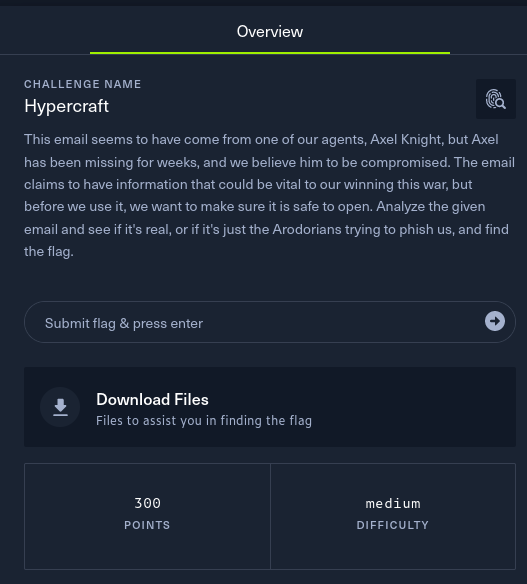 Overview
CHALLENGE NAME
Hypercraft
This email seems to have come from one of our agents, Axel Knight, but Axel
has been missing for weeks, and we believe him to be compromised. The email
claims to have information that could be vital to our winning this war, but
before we use it, we want to make sure it is safe to open. Analyze the given
email and see if it's real, or if it's just the Arodorians trying to phish us, and find
the flag.
Submit flag & press enter
Download Files
Files to assist you in finding the flag
300
POINTS
medium
DIFFICULTY